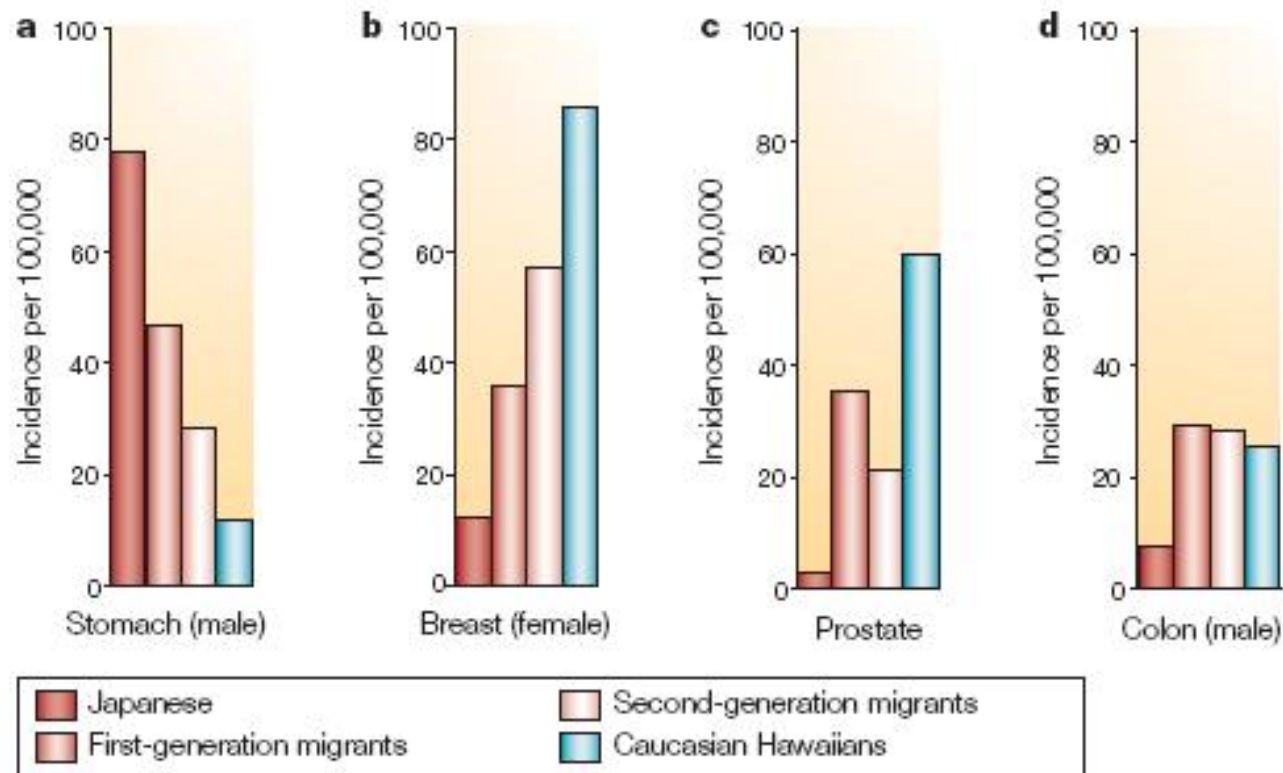 a
100
80
60
40
20
0
Incidence per 100,000
Stomach (male)
b
100
80
60
40
20
0
Incidence per 100,000
Breast (female)
c
100
80
60
40
20
0
Incidence per 100,000
Prostate
d
100
80
60
40
20
0
Incidence per 100,000
Colon (male)
Japanese
First-generation migrants
Second-generation migrants
Caucasian Hawaiians